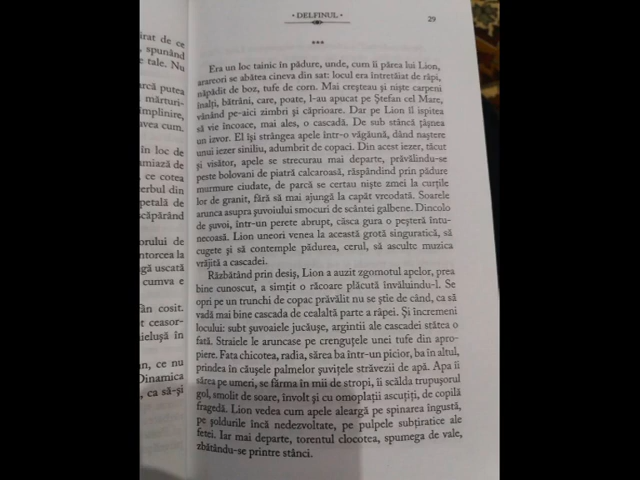 • DELFINUL •
29
***
Era un loc tainic în pădure, unde, cum îi părea lui Lion,
arareori se abătea cineva din sat: locul era întretăiat de râpi,
năpădit de boz, tufe de corn. Mai creșteau și niște carpeni
înalți, bătrâni, care, poate, l-au apucat pe Ștefan cel Mare,
vânând pe-aici zimbri și căprioare. Dar pe Lion îl ispitea
să vie încoace, mai ales, o cascadă. De sub stâncă țâșnea
un izvor. El își strângea apele într-o văgăună, dând naștere
unui iezer siniliu, adumbrit de copaci. Din acest iezer, tăcut
și visător, apele se strecurau mai departe, prăvălindu-se
peste bolovani de piatră calcaroasă, răspândind prin pădure
murmure ciudate, de parcă se certau niște zmei la curțile
lor de granit, fără să mai ajungă la capăt vreodată. Soarele
arunca asupra șuvoiului smocuri de scântei galbene. Dincolo
de șuvoi, într-un perete abrupt, căsca gura o peșteră întu-
necoasă. Lion uneori venea la această grotă singuratică, să
cugete și să contemple pădurea, cerul, să asculte muzica
vrăjită a cascadei.
Răzbătând prin desiș, Lion a auzit zgomotul apelor, prea
bine cunoscut, a simțit o răcoare plăcută învăluindu-l. Se
opri pe un trunchi de copac prăvălit nu se știe de când, ca să
vadă mai bine cascada de cealaltă parte a râpei. Și încremeni
locului: sub șuvoaiele jucăușe, argintii ale cascadei stătea o
fată. Straiele le aruncase pe crenguțele unei tufe din apro-
piere. Fata chicotea, radia, sărea ba într-un picior, ba în altul,
prindea în căușele palmelor șuvițele străvezii de apă. Apa îi
sărea pe umeri, se fărma în mii de stropi, îi scălda trupușorul
gol, smolit de soare, învolt și cu omoplații ascuțiți, de copilă
fragedă. Lion vedea cum apele aleargă pe spinarea îngustă,
pe șoldurile încă nedezvoltate, pe pulpele subțiratice ale
fetei. Iar mai departe, torentul clocotea, spumega de vale,
zbătându-se printre stânci.